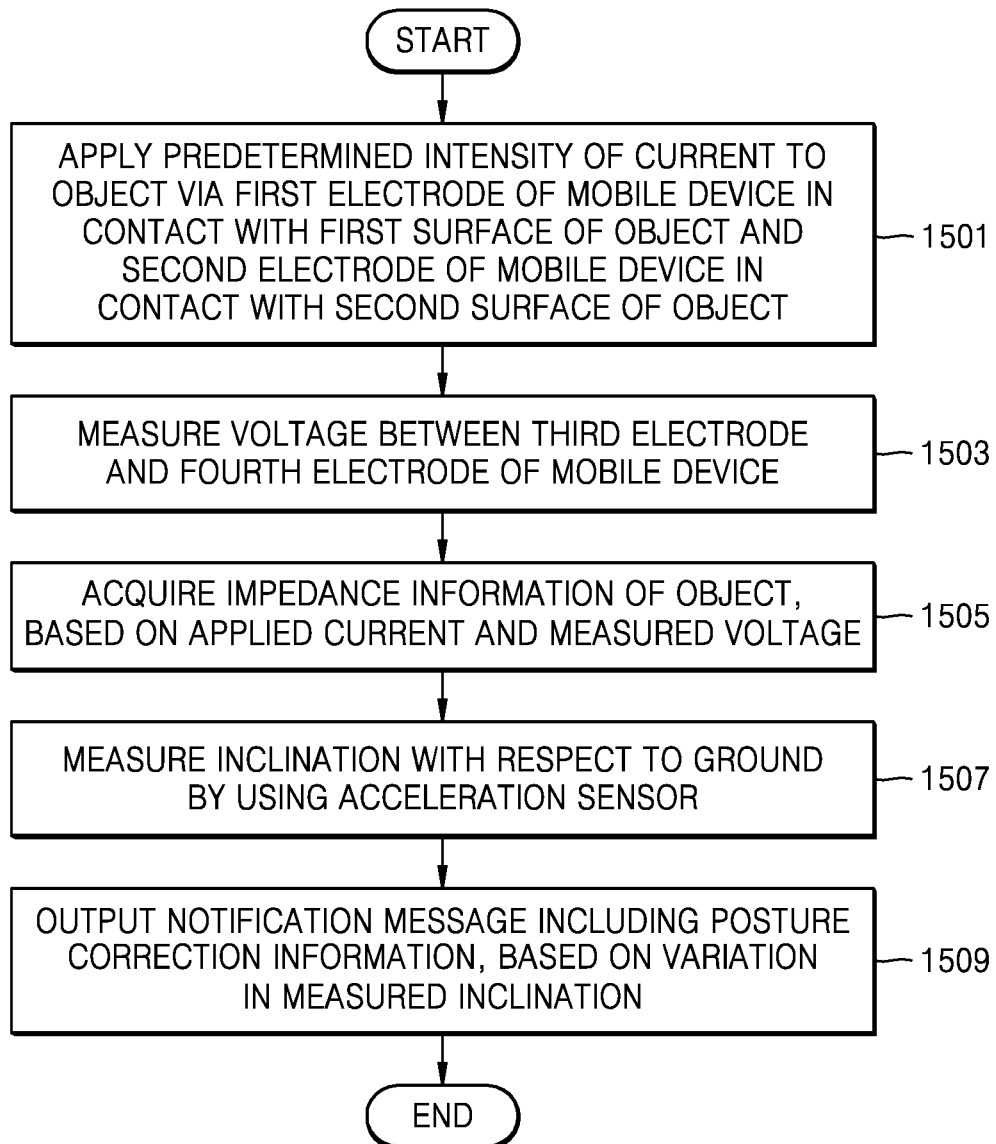 START
APPLY PREDETERMINED INTENSITY OF CURRENT TO
OBJECT VIA FIRST ELECTRODE OF MOBILE DEVICE IN
CONTACT WITH FIRST SURFACE OF OBJECT AND
SECOND ELECTRODE OF MOBILE DEVICE IN
CONTACT WITH SECOND SURFACE OF OBJECT
1501
MEASURE VOLTAGE BETWEEN THIRD ELECTRODE
AND FOURTH ELECTRODE OF MOBILE DEVICE
1503
ACQUIRE IMPEDANCE INFORMATION OF OBJECT,
BASED ON APPLIED CURRENT AND MEASURED VOLTAGE
1505
MEASURE INCLINATION WITH RESPECT TO GROUND
BY USING ACCELERATION SENSOR
1507
OUTPUT NOTIFICATION MESSAGE INCLUDING POSTURE
CORRECTION INFORMATION, BASED ON VARIATION
IN MEASURED INCLINATION
1509
END